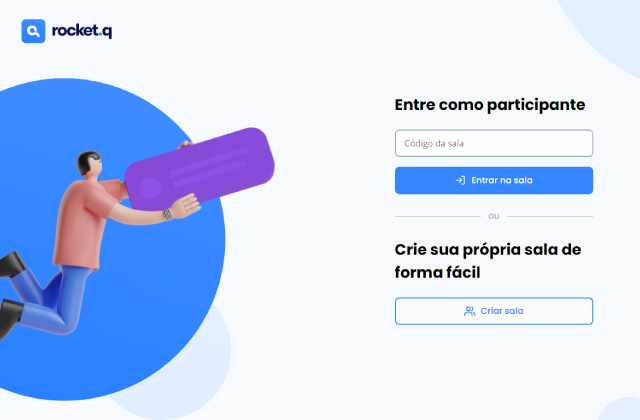 rocket.q
Entre como participante
Código da sala
Entrar na sala
ou
Crie sua própria sala de
forma fácil
Criar sala